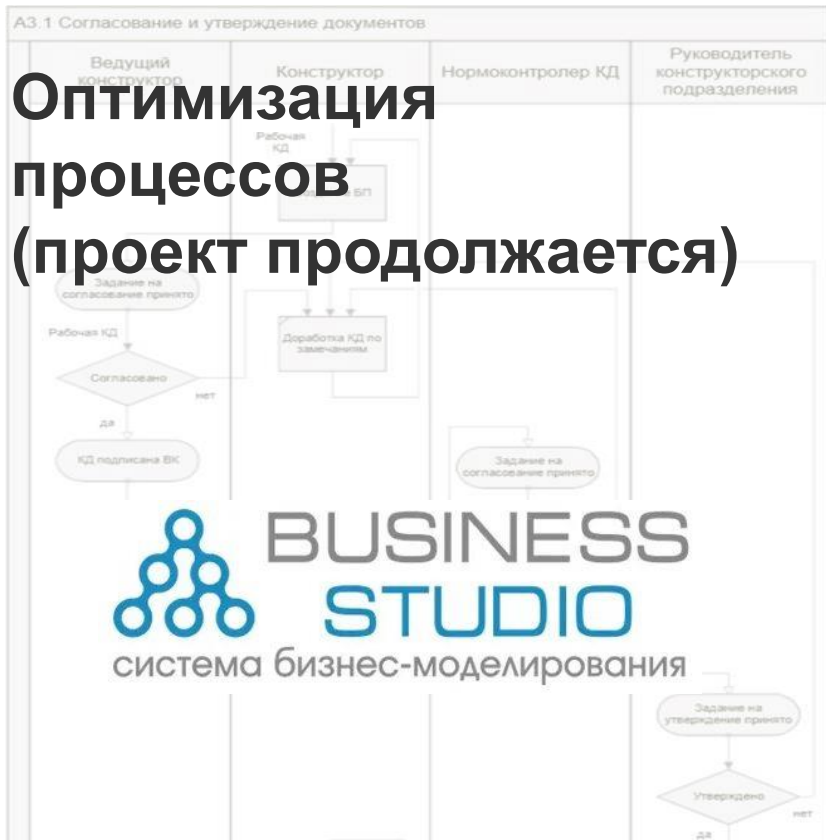 А3.1 Согласование и утверждение документов
Ведущий
конструктор
Конструктор
Нормоконтролер КД
Руководитель
конструкторского
подразделения
Оптимизация
процессов
(проект продолжается)
Рабочая
КД
БП
Задание на
согласование принято
Рабочая КД
Доработка КД по
замечаниям
Согласовано
нет
да
КД подписана ВК
Задание на
согласование принято
BUSINESS
STUDIO
система бизнес-моделирования
Задание на
утверждение принято
Утверждено
нет
да